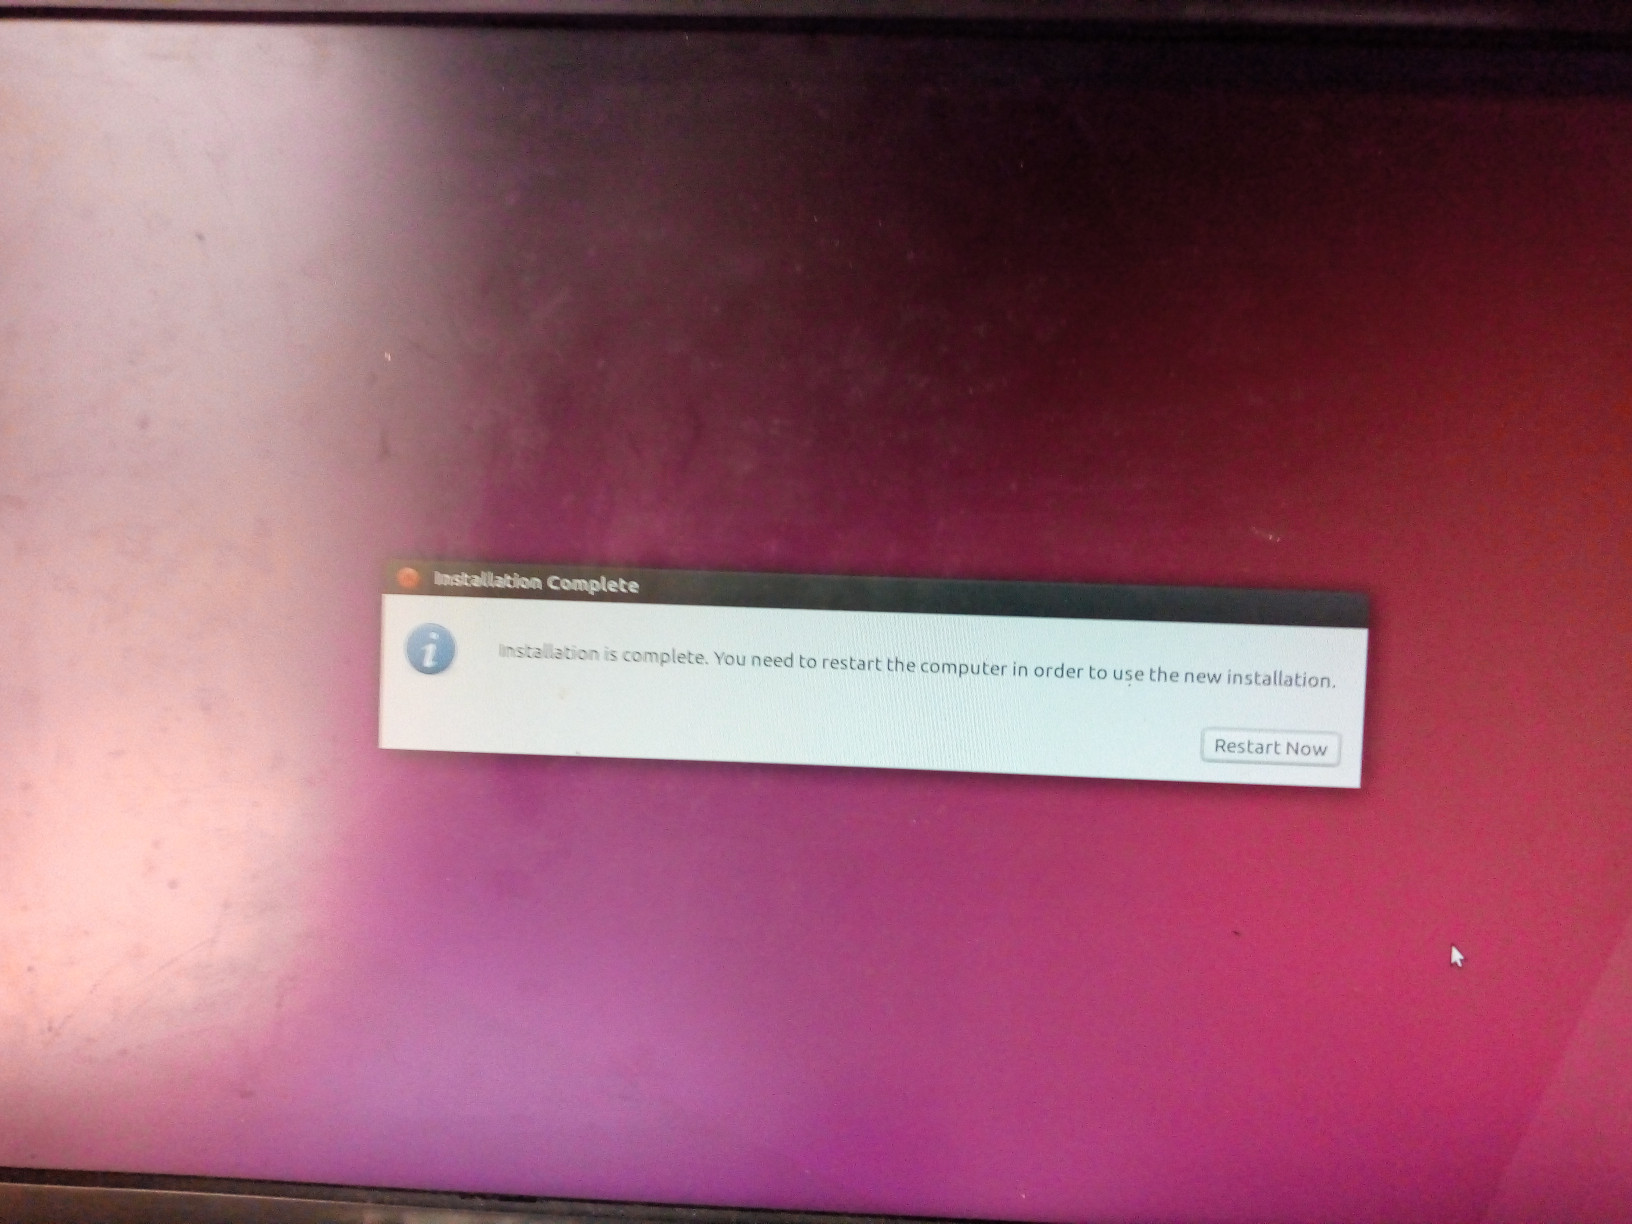 Installation Complete
Installation is complete. You need to restart the computer in order to use the new installation.
Restart Now